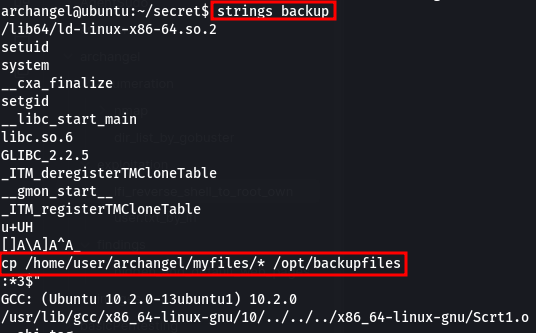 archangel@ubuntu:~/secret$ strings backup
/lib64/ld-linux-x86-64.so.2
setuid
system
__cxa_finalize
setgid
__libc_start_main
libc.so.6
GLIBC_2.2.5
_ITM_deregisterTMCloneTable
__gmon_start__
_ITM_registerTMCloneTable
u+UH
[]A\A]A^A_
cp /home/user/archangel/myfiles/* /opt/backupfiles
:*3$"
GCC: (Ubuntu 10.2.0-13ubuntu1) 10.2.0
/usr/lib/gcc/x86_64-linux-gnu/10/../../../x86_64-linux-gnu/Scrt1.o